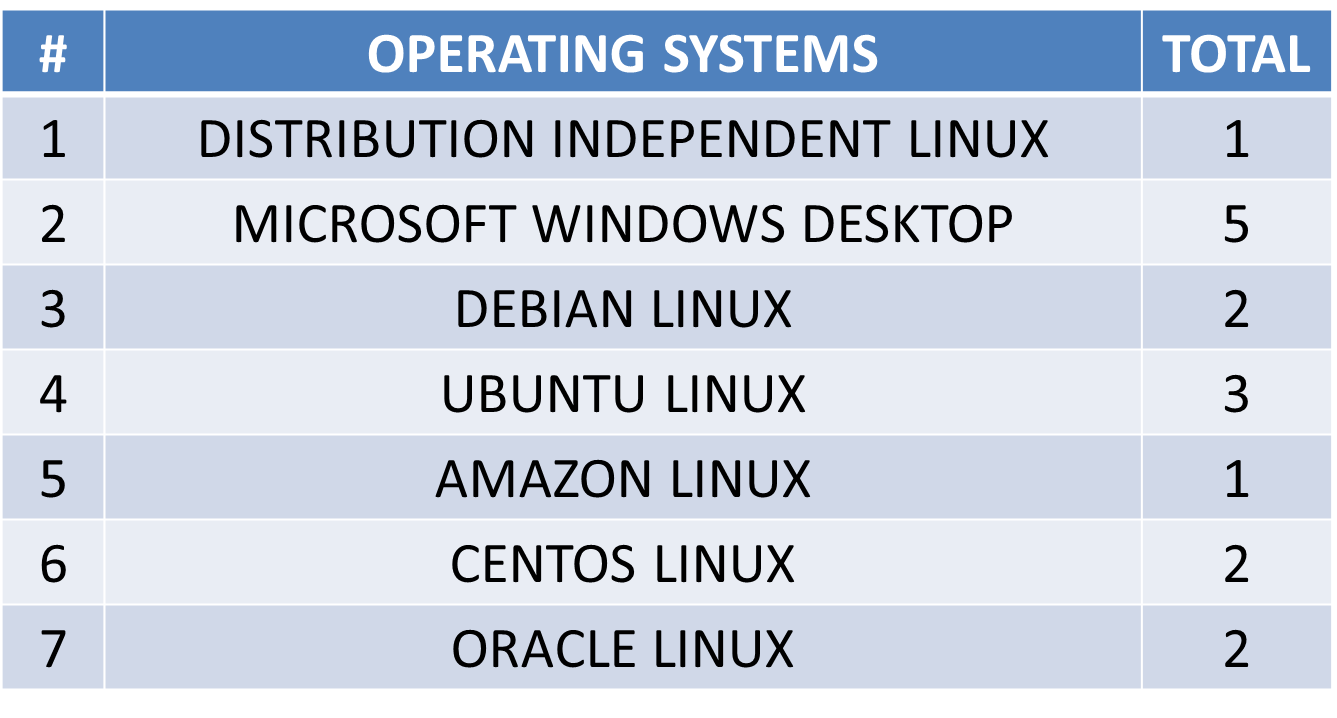 # OPERATING SYSTEMS TOTAL
1 DISTRIBUTION INDEPENDENT LINUX 1
2 MICROSOFT WINDOWS DESKTOP 5
3 DEBIAN LINUX 2
4 UBUNTU LINUX 3
5 AMAZON LINUX 1
6 CENTOS LINUX 2
7 ORACLE LINUX 2